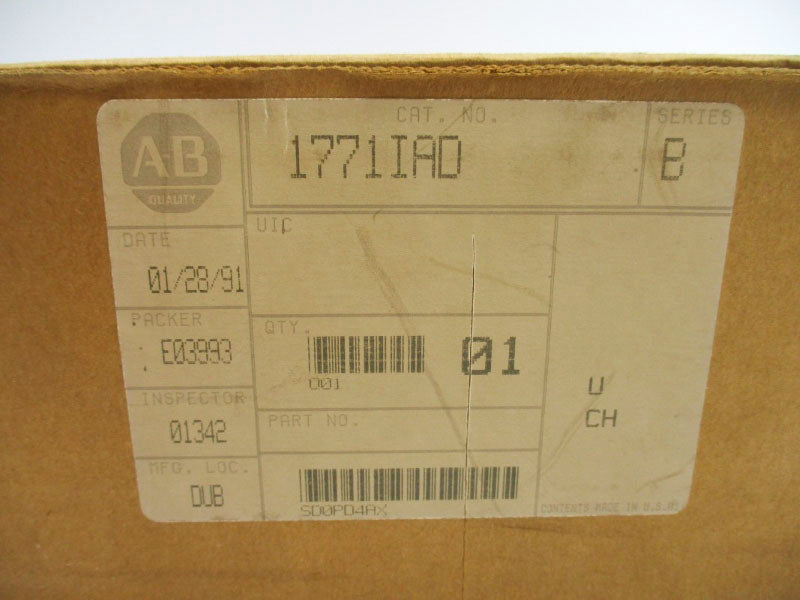 AB
QUALITY
CAT. NO.
1771IAD
SERIES
B
DATE
01/28/91
UIC
PACKER
E03993
QTY.
001
01
INSPECTOR
01342
PART NO.
U
CH
MFG. LOC.
DUB
SD0PD4AX
CONTENTS MADE IN U.S.A.